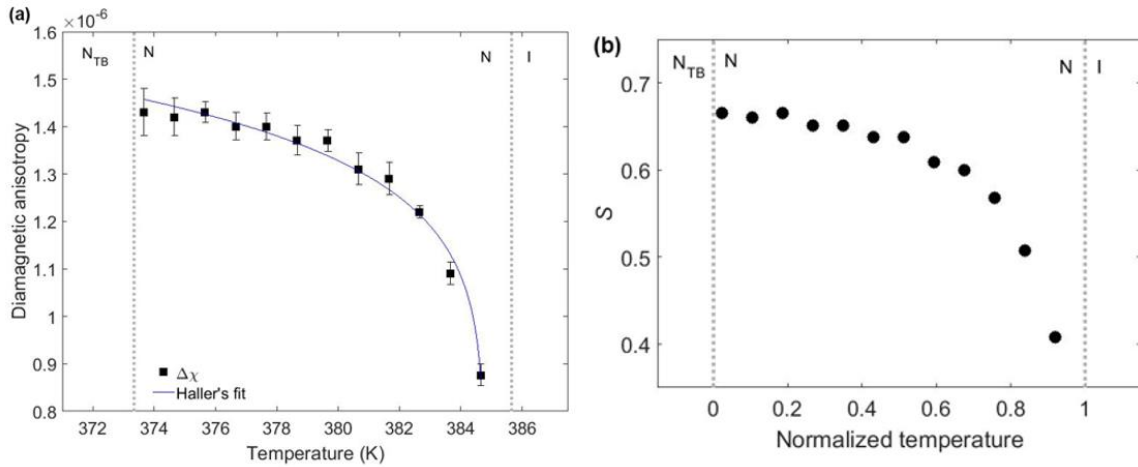 (a)
×10⁻⁶
1.6
1.5
1.4
1.3
1.2
1.1
1
0.9
0.8
Diamagnetic anisotropy
N_TB N N I
Δχ
Haller's fit
372 374 376 378 380 382 384 386
Temperature (K)
(b)
0.7
0.6
0.5
0.4
S
N_TB N N I
0 0.2 0.4 0.6 0.8 1
Normalized temperature